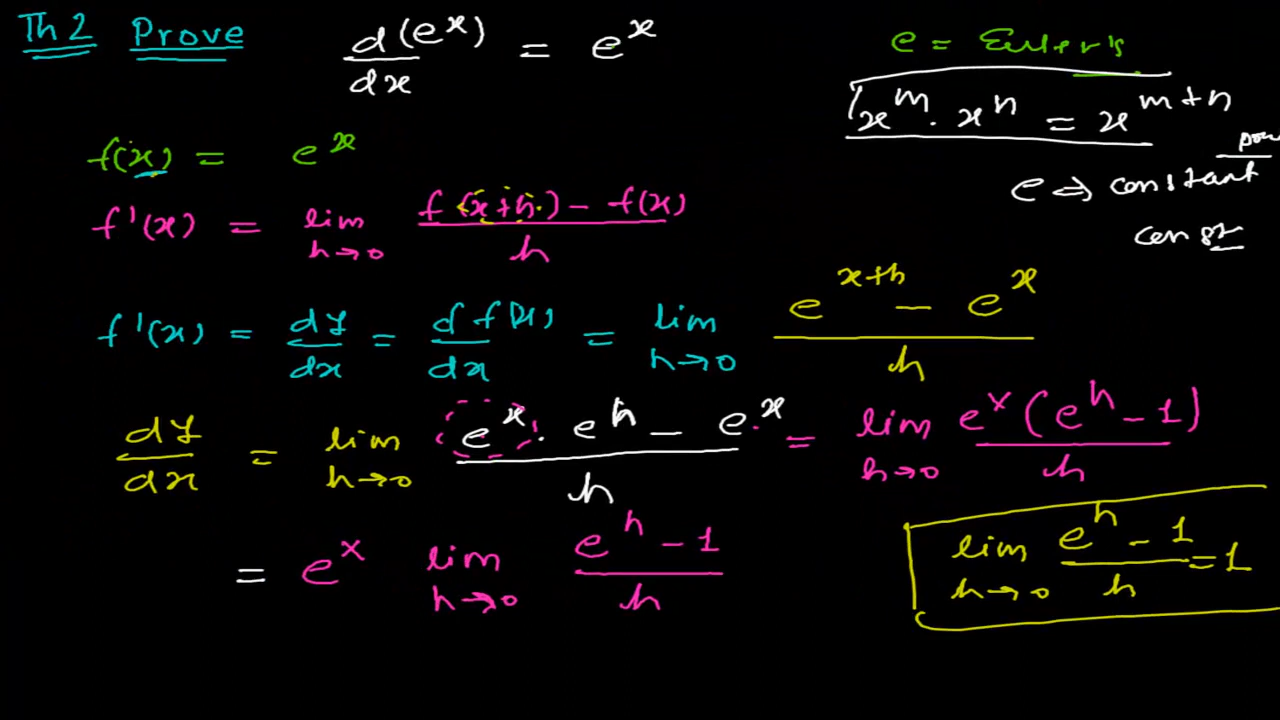 Th 2 Prove d(e^x)/dx = e^x
e = Euler's
x^m . x^n = x^(m+n)
f(x) = e^x
e ⇒ constant
f'(x) = lim h→0 (f(x+h) - f(x))/h
const
f'(x) = dy/dx = d f(x)/dx = lim h→0 (e^(x+h) - e^x)/h
dy/dx = lim h→0 (e^x . e^h - e^x)/h = lim h→0 e^x(e^h - 1)/h
= e^x lim h→0 (e^h - 1)/h
lim h→0 (e^h - 1)/h = 1